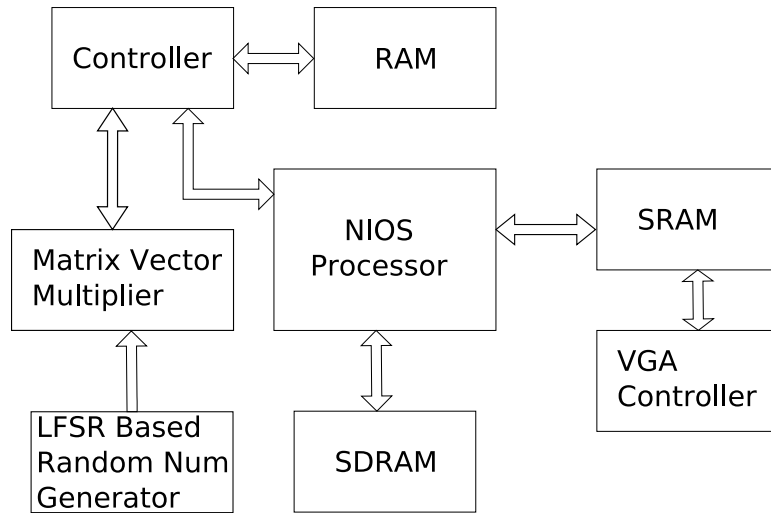 Controller
RAM
NIOS
Processor
SRAM
Matrix Vector
Multiplier
VGA
Controller
LFSR Based
Random Num
Generator
SDRAM